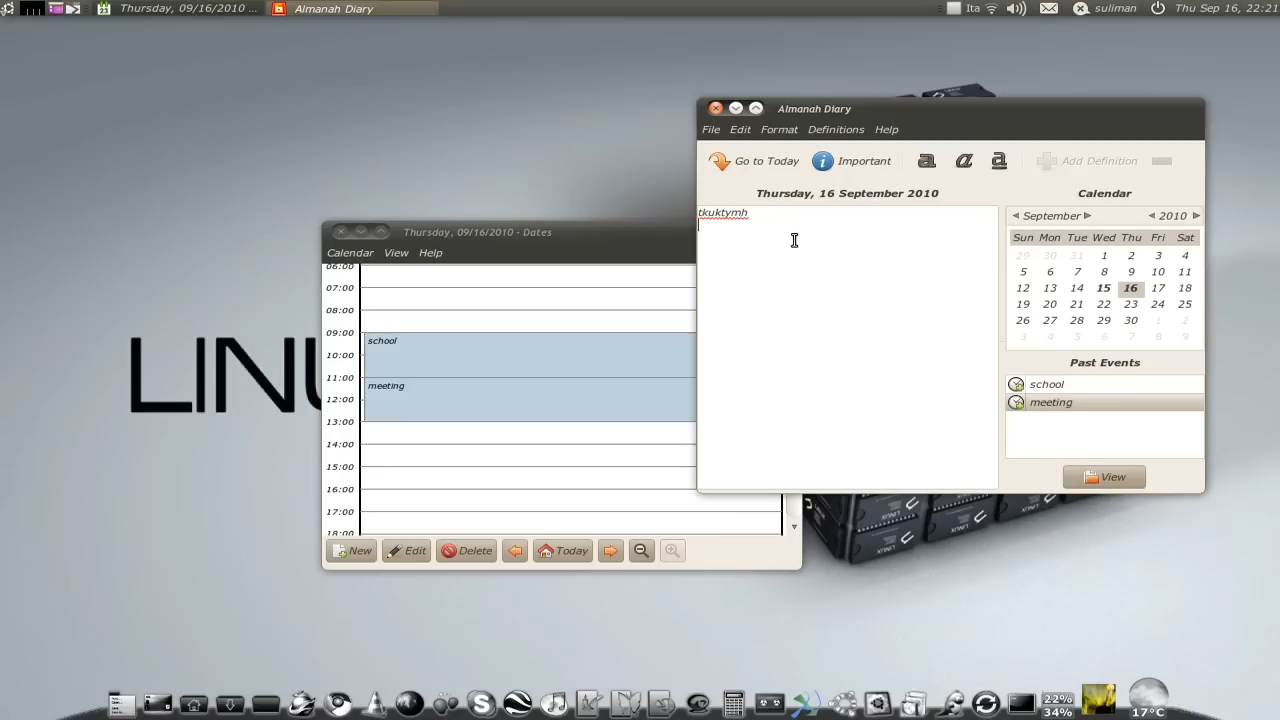 Thursday, 09/16/2010 ...
Almanah Diary
Ita
suliman
Thu Sep 16, 22:21
Almanah Diary
File Edit Format Definitions Help
Go to Today Important a a a Add Definition
Thursday, 16 September 2010
tkuktymh
Calendar
September 2010
Sun Mon Tue Wed Thu Fri Sat
29 30 31 1 2 3 4
5 6 7 8 9 10 11
12 13 14 15 16 17 18
19 20 21 22 23 24 25
26 27 28 29 30 1 2
3 4 5 6 7 8 9
Past Events
school
meeting
View
Thursday, 09/16/2010 - Dates
Calendar View Help
06:00
07:00
08:00
09:00
school
10:00
11:00
meeting
12:00
13:00
14:00
15:00
16:00
17:00
18:00
New Edit Delete Today
LINU
22%
34%
17°C